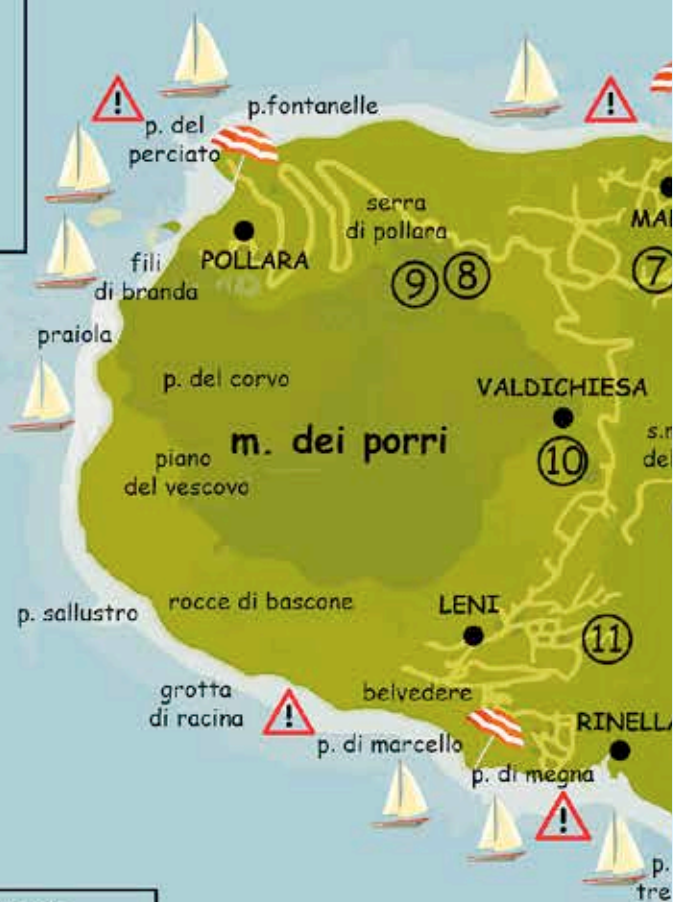 p.fontanelle
p. del
perciato
serra
di pollara
POLLARA
fili
di branda
9
8
7
praiola
p. del corvo
VALDICHIESA
m. dei porri
10
piano
del vescovo
rocce di bascone
LENI
p. sallustro
11
grotta
di racina
belvedere
RINELLA
p. di marcello
p. di megna
p.
tre